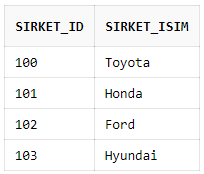 SIRKET_ID SIRKET_ISIM
100 Toyota
101 Honda
102 Ford
103 Hyundai